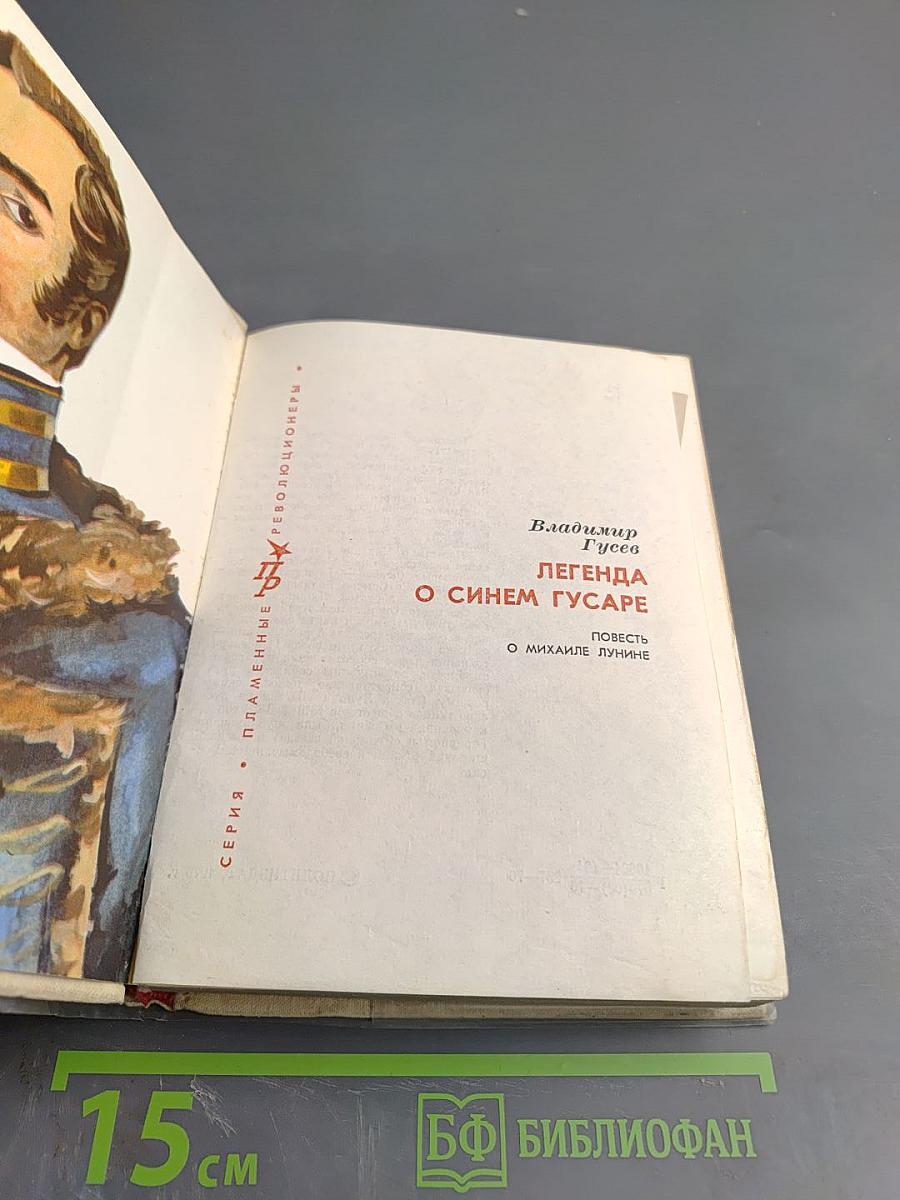 СЕРИЯ • ПЛАМЕННЫЕ ПР РЕВОЛЮЦИОНЕРЫ •
Владимир
Гусев
ЛЕГЕНДА
О СИНЕМ ГУСАРЕ
ПОВЕСТЬ
О МИХАИЛЕ ЛУНИНЕ
15 см
БФ БИБЛИОФАН